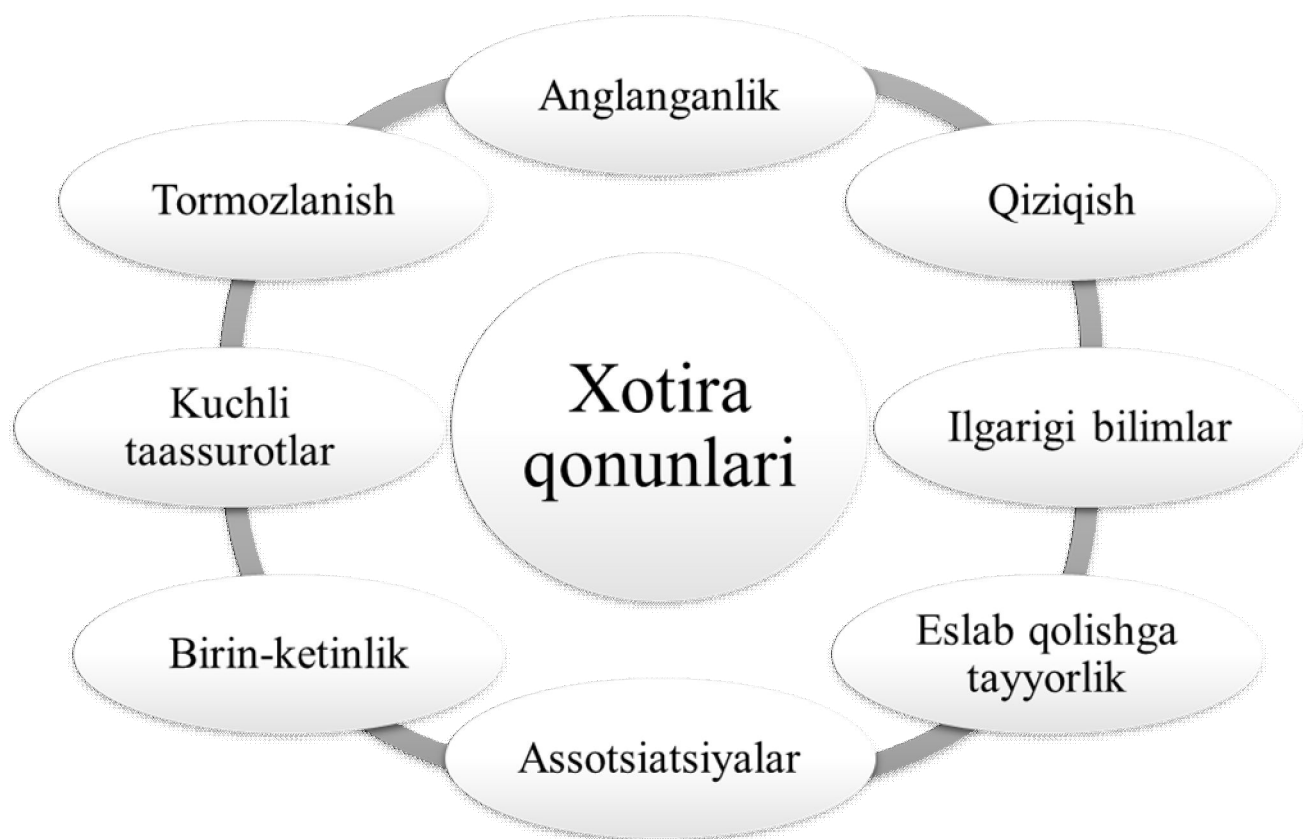 Anglanganlik
Tormozlanish
Qiziqish
Kuchli
taassurotlar
Xotira
qonunlari
Ilgarigi bilimlar
Birin-ketinlik
Eslab qolishga
tayyorlik
Assotsiatsiyalar